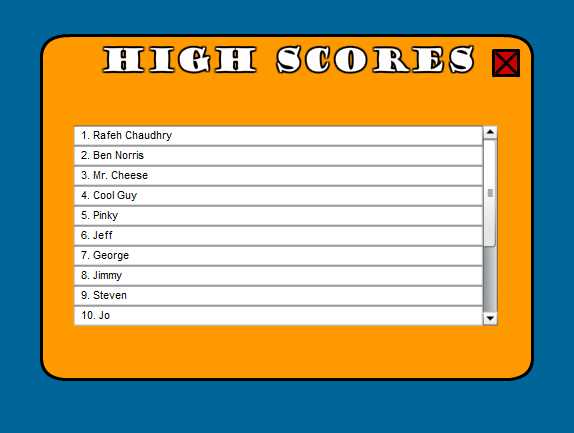 HIGH SCORES
1. Rafeh Chaudhry
2. Ben Norris
3. Mr. Cheese
4. Cool Guy
5. Pinky
6. Jeff
7. George
8. Jimmy
9. Steven
10. Jo